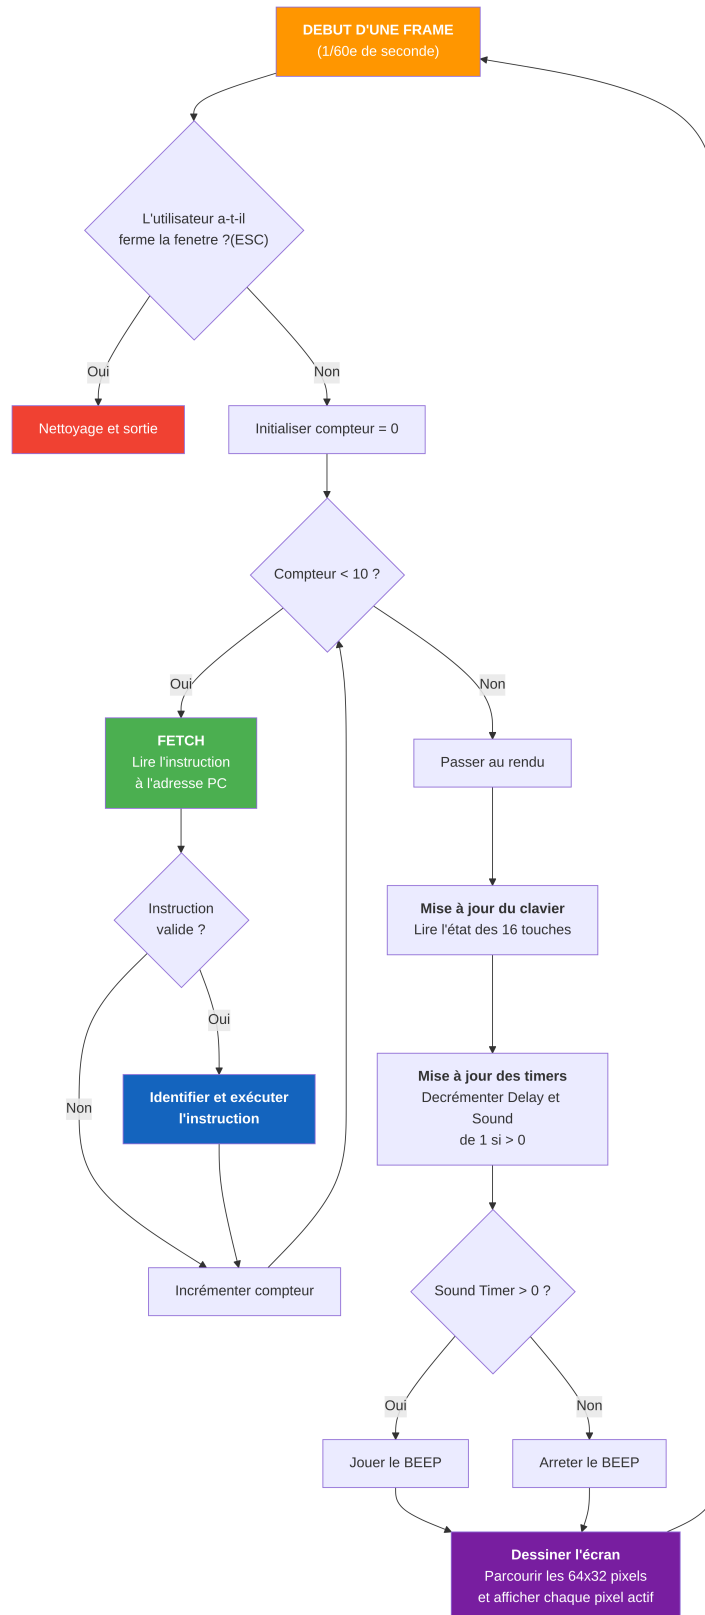 DEBUT D'UNE FRAME
(1/60e de seconde)
L'utilisateur a-t-il
ferme la fenetre ?(ESC)
Oui
Non
Nettoyage et sortie
Initialiser compteur = 0
Compteur < 10 ?
Oui
Non
FETCH
Lire l'instruction
à l'adresse PC
Passer au rendu
Instruction
valide ?
Mise à jour du clavier
Lire l'état des 16 touches
Oui
Non
Identifier et exécuter
l'instruction
Mise à jour des timers
Decrémenter Delay et
Sound
de 1 si > 0
Incrémenter compteur
Sound Timer > 0 ?
Oui
Non
Jouer le BEEP
Arreter le BEEP
Dessiner l'écran
Parcourir les 64x32 pixels
et afficher chaque pixel actif